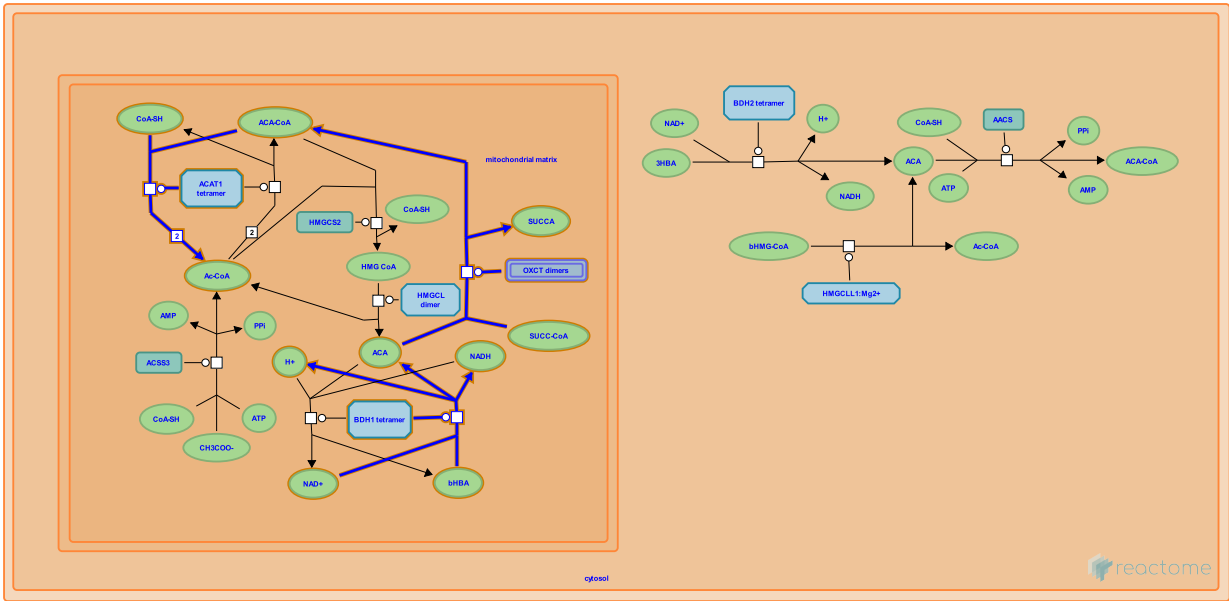 CoA-SH
ACA-CoA
mitochondrial matrix
ACAT1
tetramer
HMGCS2
CoA-SH
SUCCA
2
2
Ac-CoA
HMG CoA
OXCT dimers
HMGCL
dimer
AMP
PPi
SUCC-CoA
ACSS3
H+
ACA
NADH
CoA-SH
ATP
BDH1 tetramer
CH3COO-
NAD+
bHBA
BDH2 tetramer
NAD+
H+
CoA-SH
AACS
PPi
3HBA
ACA
ACA-CoA
NADH
ATP
AMP
bHMG-CoA
Ac-CoA
HMGCLL1:Mg2+
cytosol
reactome